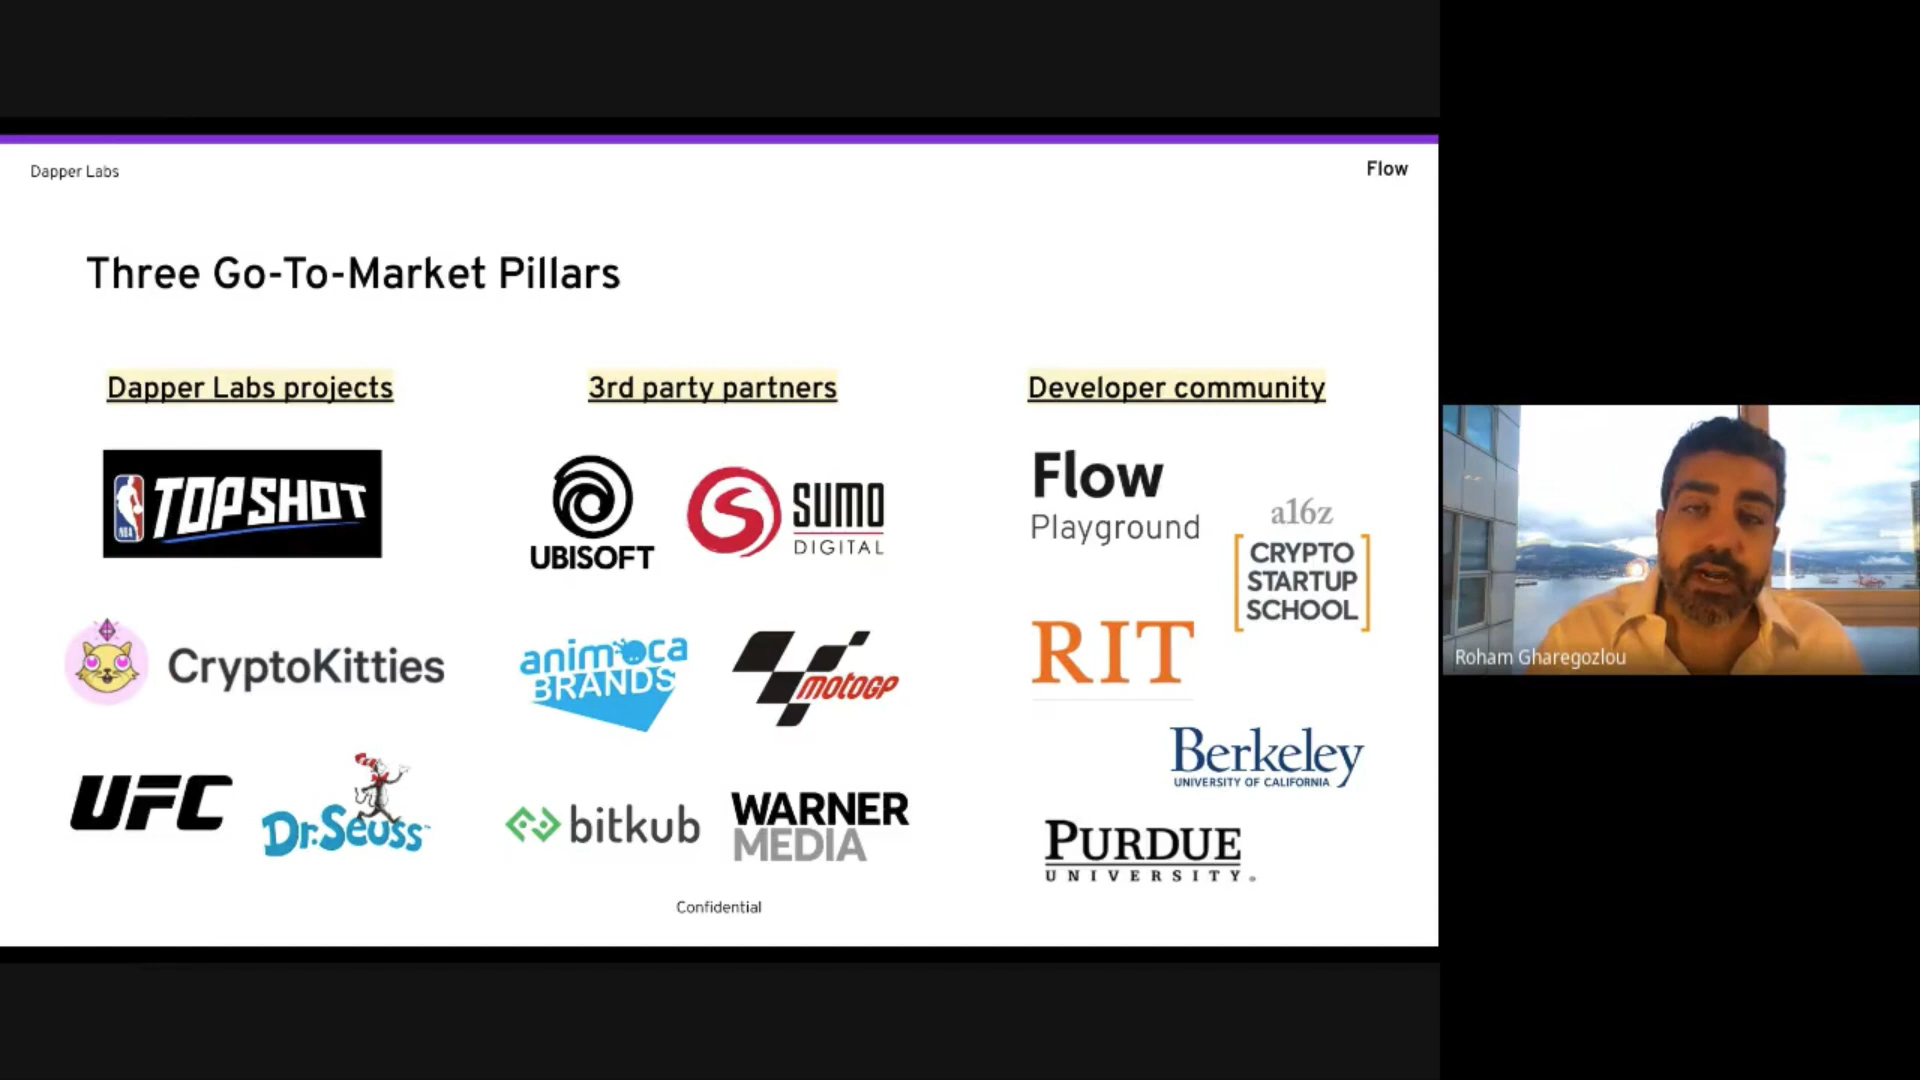 Dapper Labs
Flow
Three Go-To-Market Pillars
Dapper Labs projects
NBA
TOPSHOT
CryptoKitties
UFC
Dr. Seuss™
3rd party partners
UBISOFT
SUMO
DIGITAL
animoca
BRANDS
motoGP
bitkub
WARNER
MEDIA
Developer community
Flow
Playground
a16z
CRYPTO
STARTUP
SCHOOL
RIT
Berkeley
UNIVERSITY OF CALIFORNIA
PURDUE
UNIVERSITY®
Confidential
Roham Gharegozlou